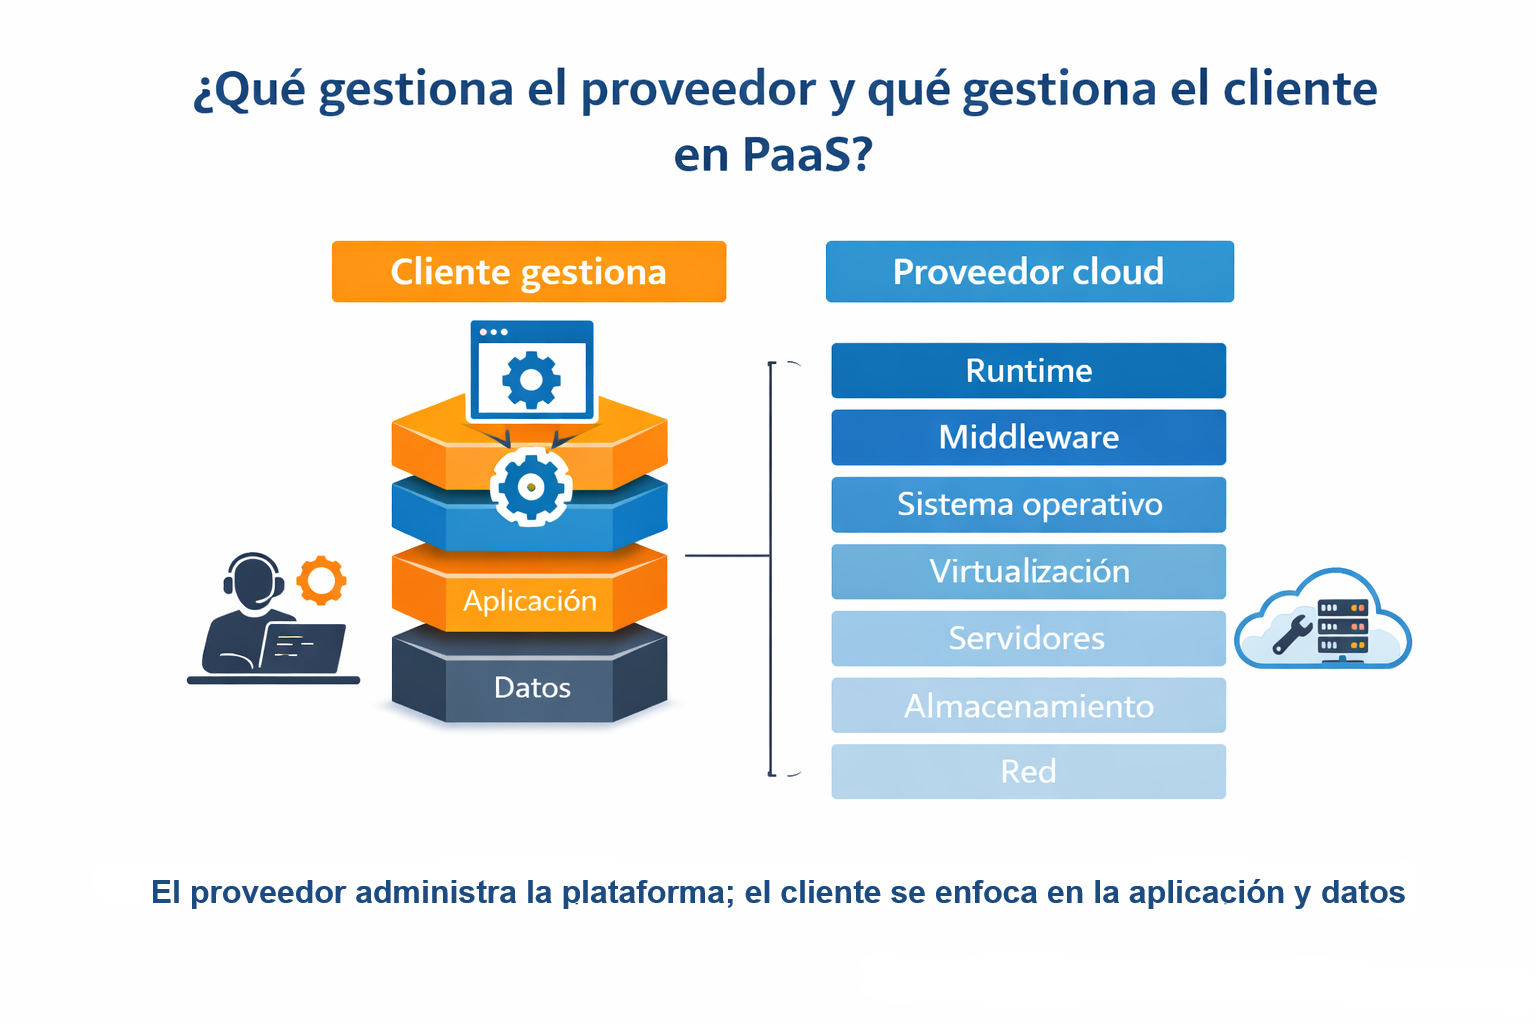 ¿Qué gestiona el proveedor y qué gestiona el cliente
en PaaS?
Cliente gestiona
Aplicación
Datos
Proveedor cloud
Runtime
Middleware
Sistema operativo
Virtualización
Servidores
Almacenamiento
Red
El proveedor administra la plataforma; el cliente se enfoca en la aplicación y datos